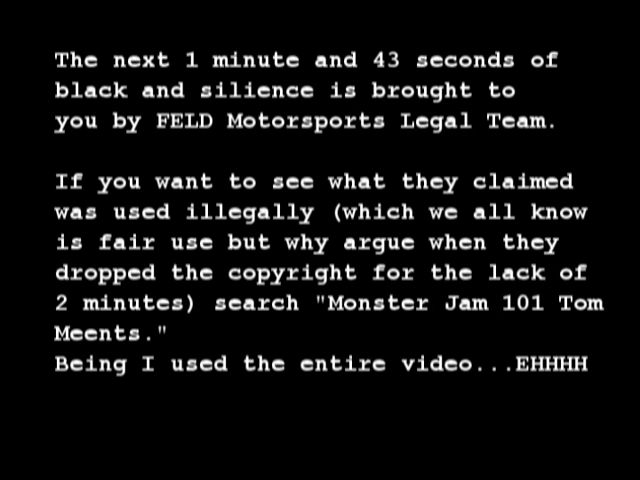 The next 1 minute and 43 seconds of
black and silience is brought to
you by FELD Motorsports Legal Team.
If you want to see what they claimed
was used illegally (which we all know
is fair use but why argue when they
dropped the copyright for the lack of
2 minutes) search "Monster Jam 101 Tom
Meents."
Being I used the entire video...EHHHH